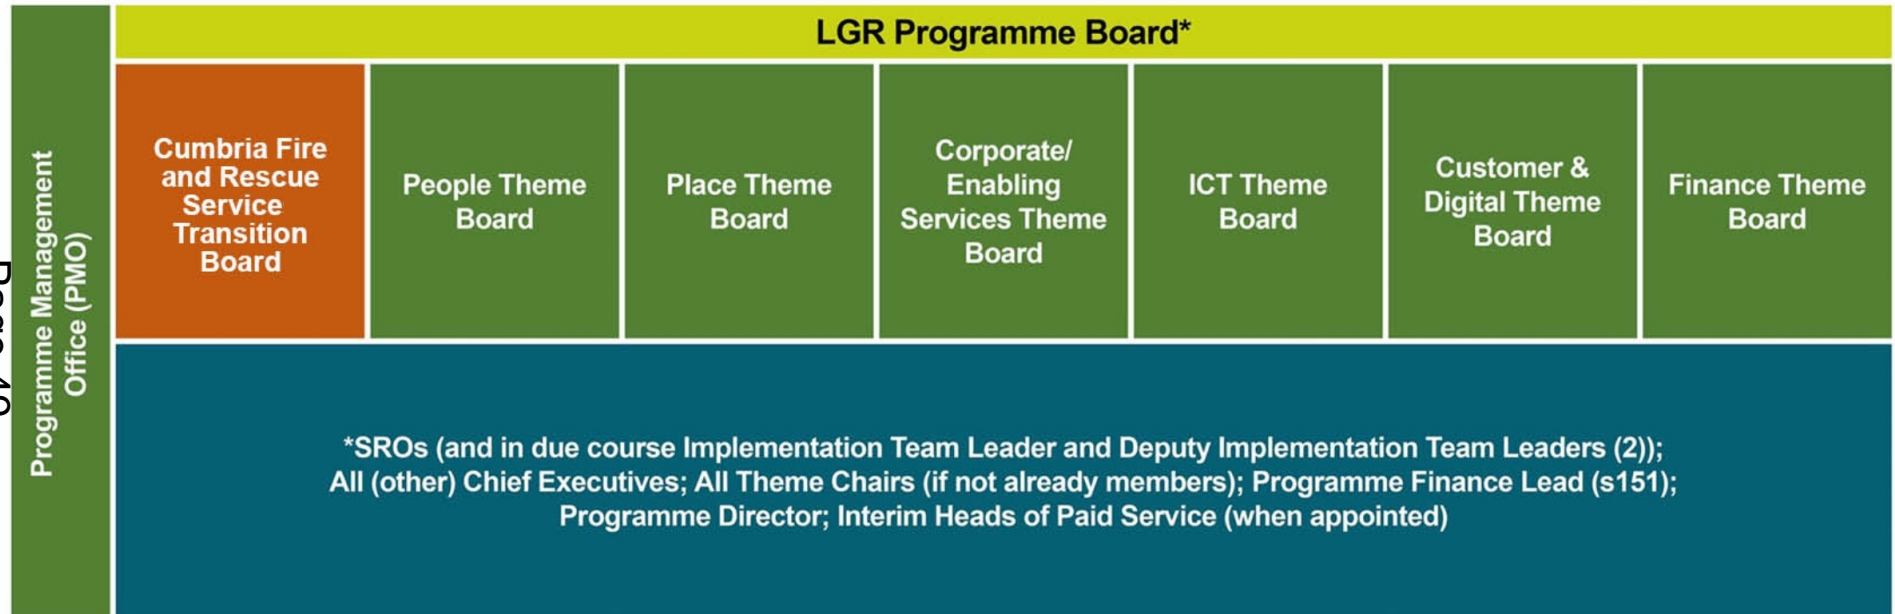 LGR Programme Board*
Programme Management
Office (PMO)
Cumbria Fire
and Rescue
Service
Transition
Board
People Theme
Board
Place Theme
Board
Corporate/
Enabling
Services Theme
Board
ICT Theme
Board
Customer &
Digital Theme
Board
Finance Theme
Board
*SROs (and in due course Implementation Team Leader and Deputy Implementation Team Leaders (2));
All (other) Chief Executives; All Theme Chairs (if not already members); Programme Finance Lead (s151);
Programme Director; Interim Heads of Paid Service (when appointed)